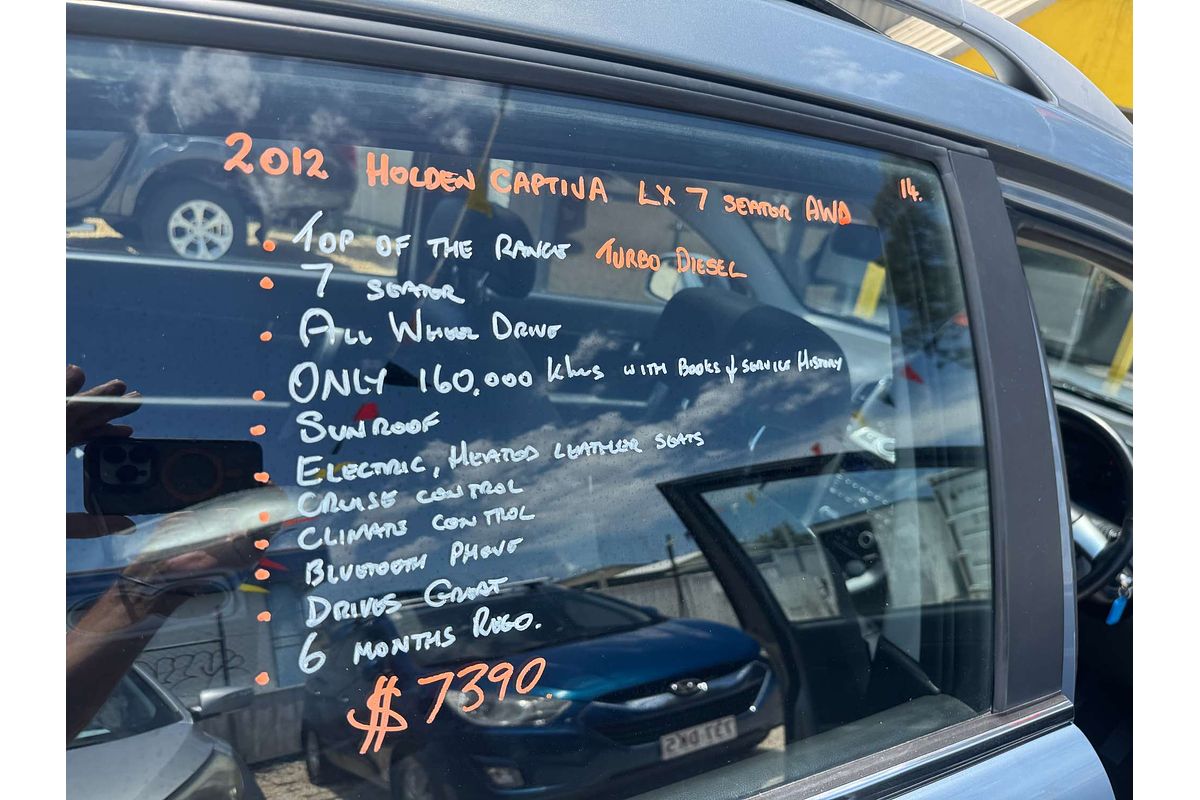 2012 HOLDEN CAPTIVA LX 7 SEATER AWD 14.
• TOP OF THE RANGE TURBO DIESEL
• 7 SEATER
• ALL WHEEL DRIVE
• ONLY 160,000 Khms WITH BOOKS & SERVICE HISTORY
• SUNROOF
• ELECTRIC, HEATED LEATHER SEATS
• CRUISE CONTROL
• CLIMATE CONTROL
• BLUETOOTH PHONE
• DRIVES GREAT
• 6 MONTHS REGO.
$7390.